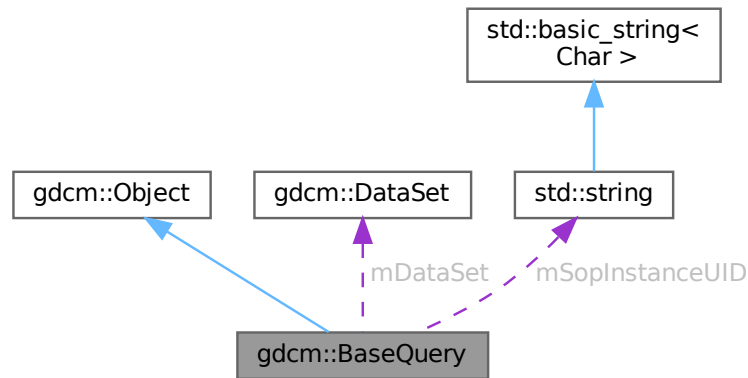 std::basic_string<
Char >
gdcm::Object
gdcm::DataSet
std::string
mDataSet
mSopInstanceUID
gdcm::BaseQuery